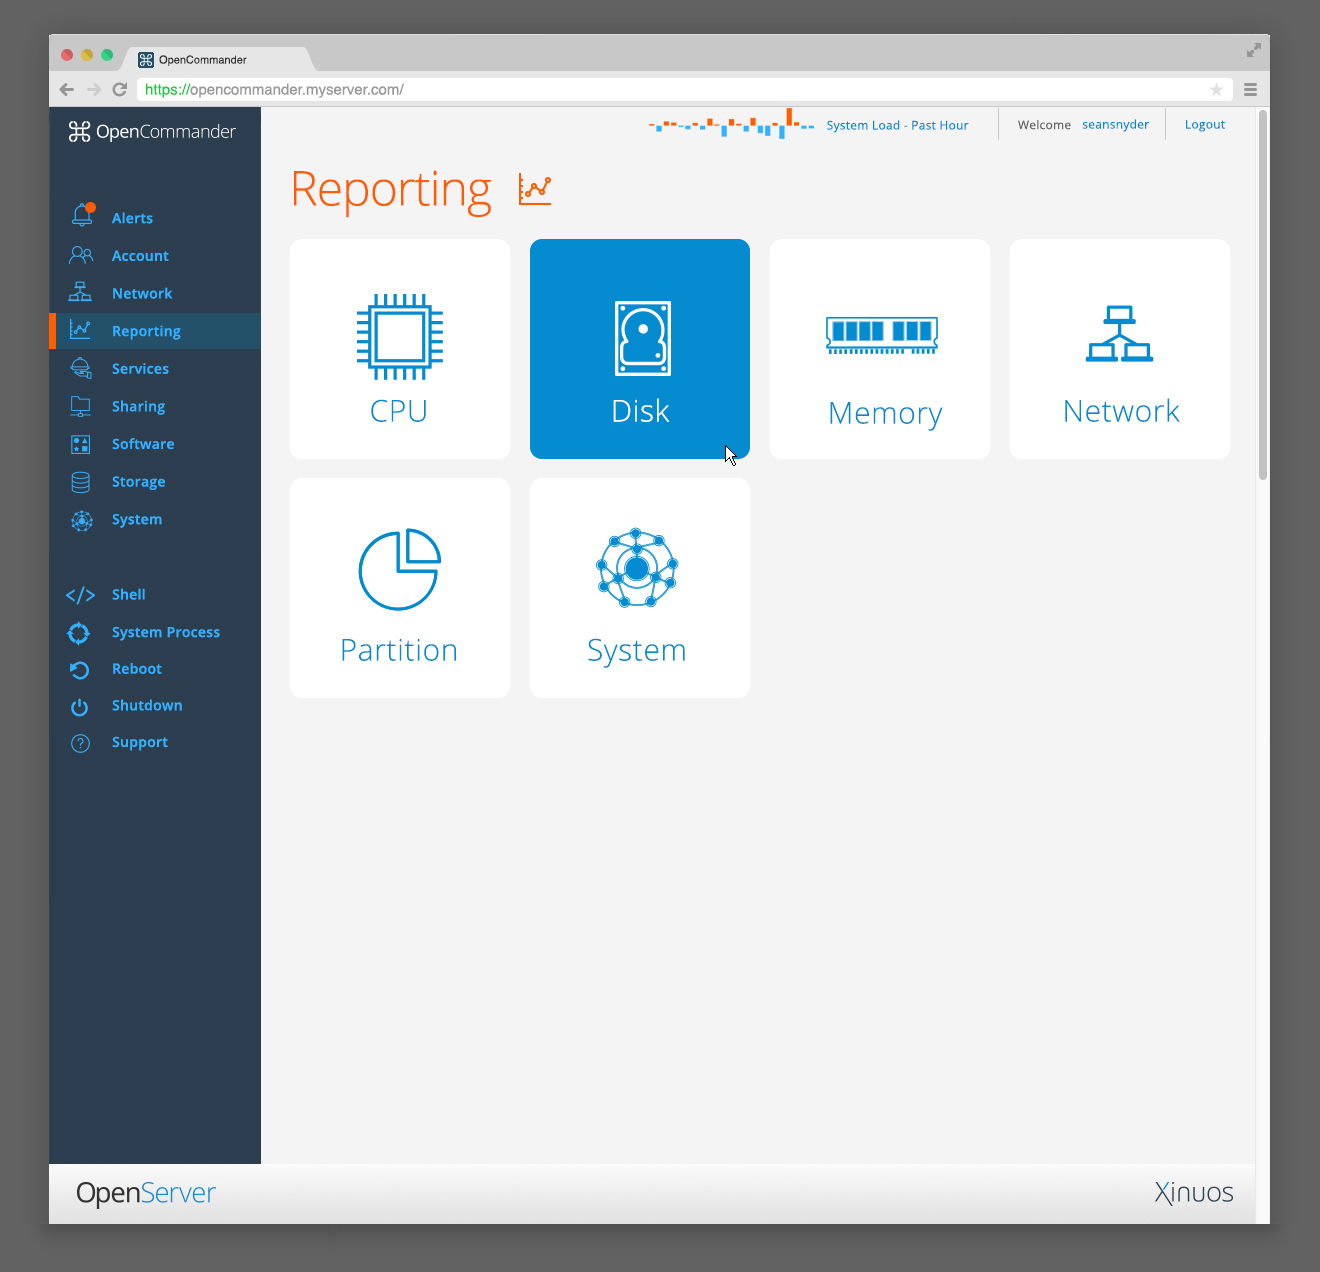 OpenCommander
https://opencommander.myserver.com/
OpenCommander
System Load - Past Hour
Welcome seansnyder
Logout
Reporting
Alerts
Account
Network
Reporting
Services
Sharing
Software
Storage
System
Shell
System Process
Reboot
Shutdown
Support
CPU
Disk
Memory
Network
Partition
System
OpenServer
Xinuos